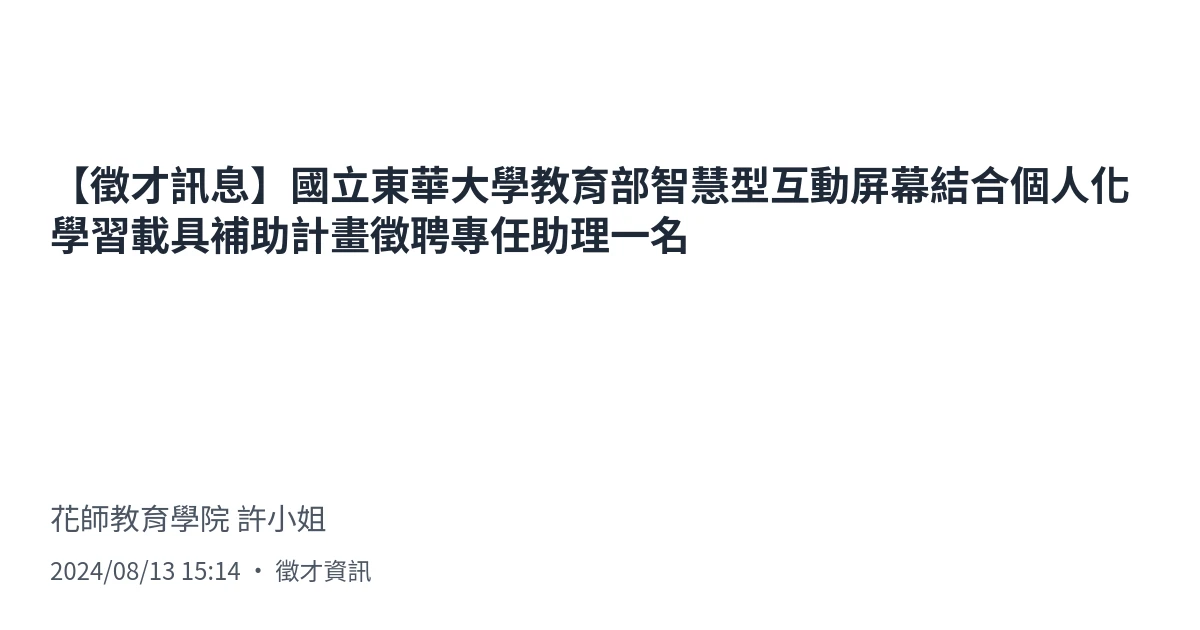 【徵才訊息】國立東華大學教育部智慧型互動屏幕結合個人化
學習載具補助計畫徵聘專任助理一名
花師教育學院 許小姐
2024/08/13 15:14 • 徵才資訊